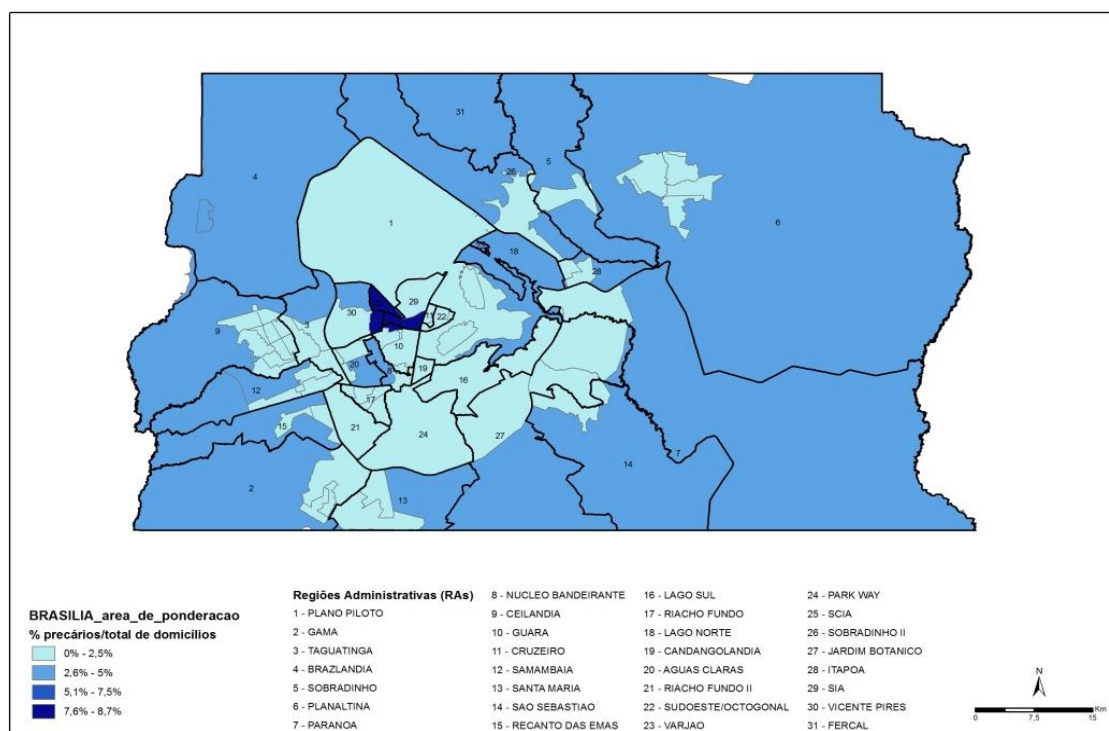 31
5
26
4
6
1
18
28
29
30
3
11
22
9
10
20
8
19
12
16
17
15
21
24
27
7
14
2
13
BRASILIA_area_de_ponderacao
% precários/total de domicílios
0% - 2,5%
2,6% - 5%
5,1% - 7,5%
7,6% - 8,7%
Regiões Administrativas (RAs)
1 - PLANO PILOTO
2 - GAMA
3 - TAGUATINGA
4 - BRAZLANDIA
5 - SOBRADINHO
6 - PLANALTINA
7 - PARANOA
8 - NUCLEO BANDEIRANTE
9 - CEILANDIA
10 - GUARA
11 - CRUZEIRO
12 - SAMAMBAIA
13 - SANTA MARIA
14 - SAO SEBASTIAO
15 - RECANTO DAS EMAS
16 - LAGO SUL
17 - RIACHO FUNDO
18 - LAGO NORTE
19 - CANDANGOLANDIA
20 - AGUAS CLARAS
21 - RIACHO FUNDO II
22 - SUDOESTE/OCTOGONAL
23 - VARJAO
24 - PARK WAY
25 - SCIA
26 - SOBRADINHO II
27 - JARDIM BOTANICO
28 - ITAPOA
29 - SIA
30 - VICENTE PIRES
31 - FERCAL
N
Km
0 7,5 15